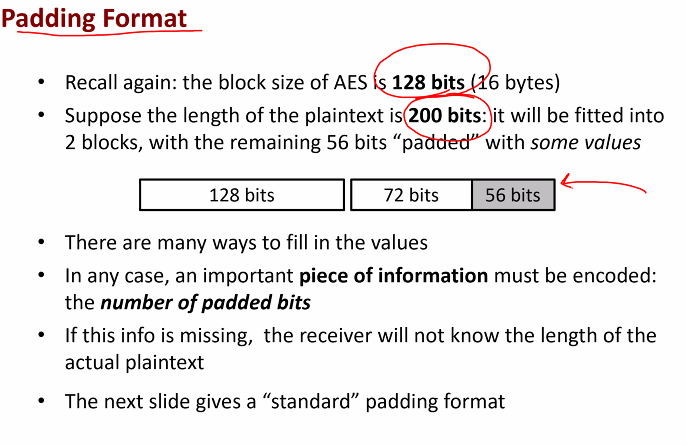 Padding Format
• Recall again: the block size of AES is 128 bits (16 bytes)
• Suppose the length of the plaintext is 200 bits: it will be fitted into
2 blocks, with the remaining 56 bits “padded” with some values
128 bits 72 bits 56 bits
• There are many ways to fill in the values
• In any case, an important piece of information must be encoded:
the number of padded bits
• If this info is missing, the receiver will not know the length of the
actual plaintext
• The next slide gives a “standard” padding format